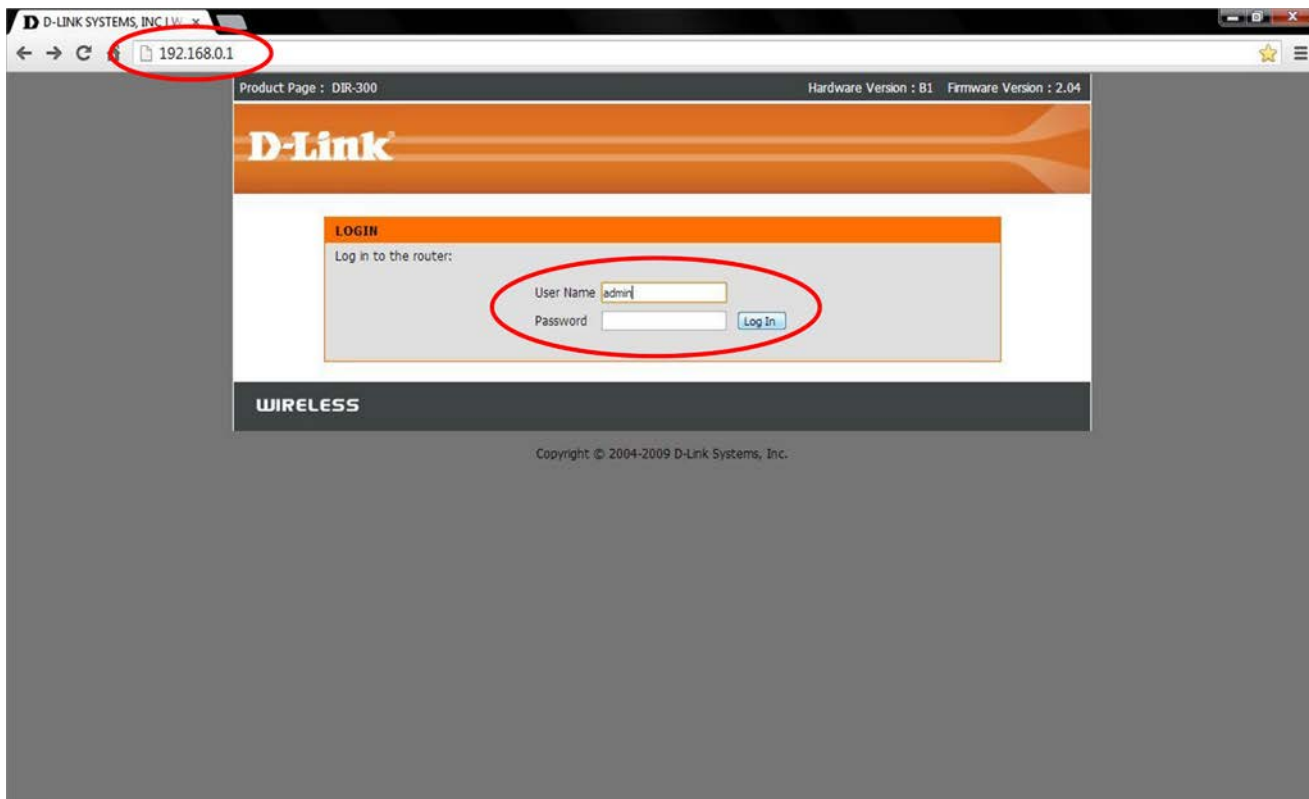 D-LINK SYSTEMS, INC | W
192.168.0.1
Product Page : DIR-300 Hardware Version : B1 Firmware Version : 2.04
D-Link
LOGIN
Log in to the router:
User Name admin
Password Log In
WIRELESS
Copyright © 2004-2009 D-Link Systems, Inc.